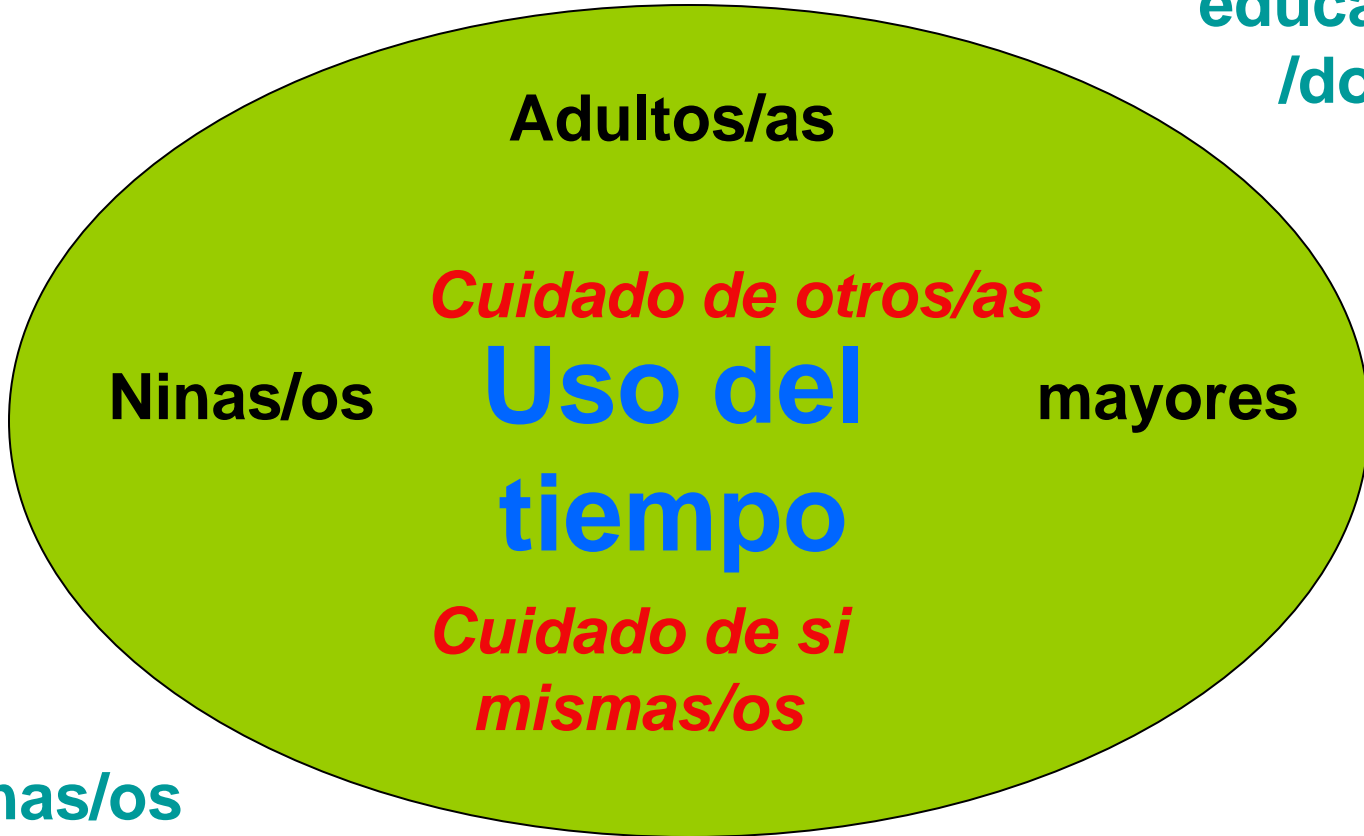 Adultos/as
Cuidado de otros/as
Ninas/os
Uso del
mayores
tiempo
Cuidado de si
mismas/os